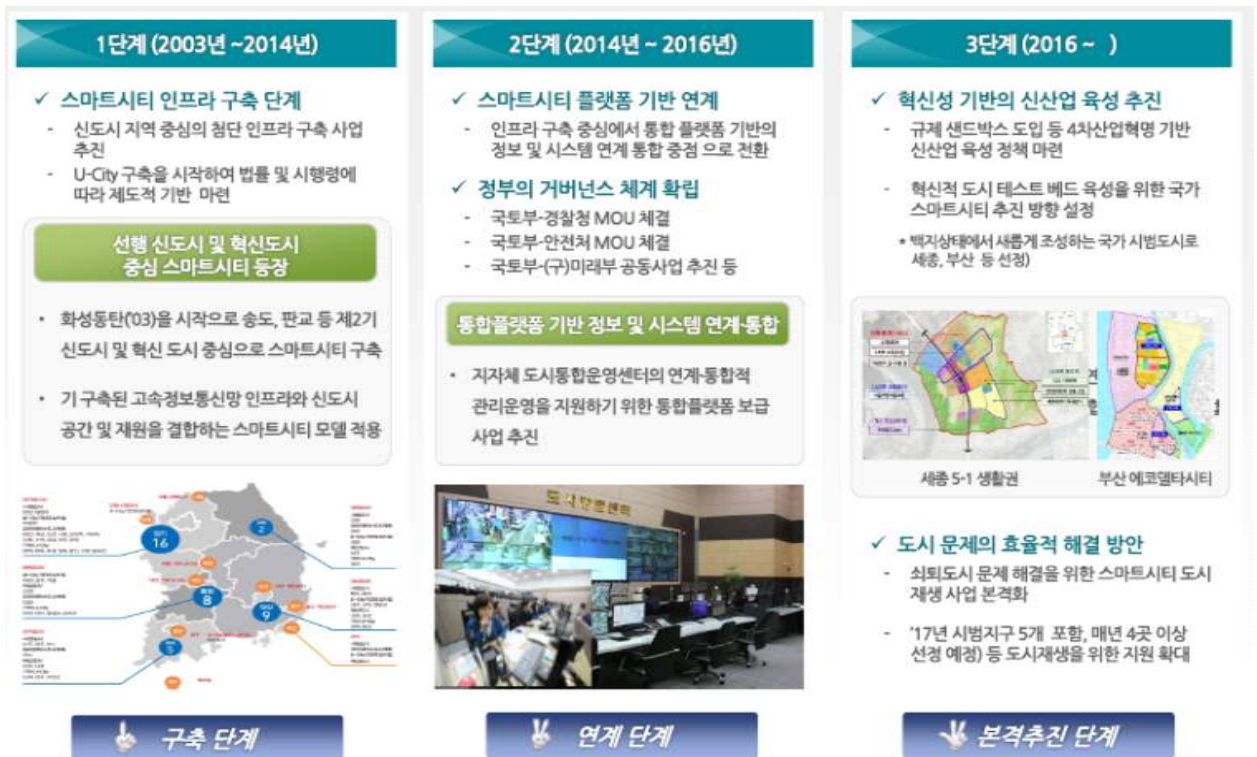 1단계 (2003년 ~2014년)
✓ 스마트시티 인프라 구축 단계
- 신도시 지역 중심의 첨단 인프라 구축 사업
추진
- U-City 구축을 시작하여 법률 및 시행령에
따라 제도적 기반 마련
선행 신도시 및 혁신도시
중심 스마트시티 등장
• 화성동탄('03)을 시작으로 송도, 판교 등 제2기
신도시 및 혁신 도시 중심으로 스마트시티 구축
• 기 구축된 고속정보통신망 인프라와 신도시
공간 및 재원을 결합하는 스마트시티 모델 적용
16
2
8
9
5
구축 단계
2단계 (2014년 ~ 2016년)
✓ 스마트시티 플랫폼 기반 연계
- 인프라 구축 중심에서 통합 플랫폼 기반의
정보 및 시스템 연계 통합 중점 으로 전환
✓ 정부의 거버넌스 체계 확립
- 국토부-경찰청 MOU 체결
- 국토부-안전처 MOU 체결
- 국토부-(구)미래부 공동사업 추진 등
통합플랫폼 기반 정보 및 시스템 연계·통합
• 지자체 도시통합운영센터의 연계·통합적
관리운영을 지원하기 위한 통합플랫폼 보급
사업 추진
연계 단계
3단계 (2016 ~ )
✓ 혁신성 기반의 신산업 육성 추진
- 규제 샌드박스 도입 등 4차산업혁명 기반
신산업 육성 정책 마련
- 혁신적 도시 테스트 베드 육성을 위한 국가
스마트시티 추진 방향 설정
* 백지상태에서 새롭게 조성하는 국가 시범도시로
세종, 부산 등 선정)
세종 5-1 생활권
부산 에코델타시티
✓ 도시 문제의 효율적 해결 방안
- 쇠퇴도시 문제 해결을 위한 스마트시티 도시
재생 사업 본격화
- '17년 시범지구 5개 포함, 매년 4곳 이상
선정 예정) 등 도시재생을 위한 지원 확대
본격추진 단계